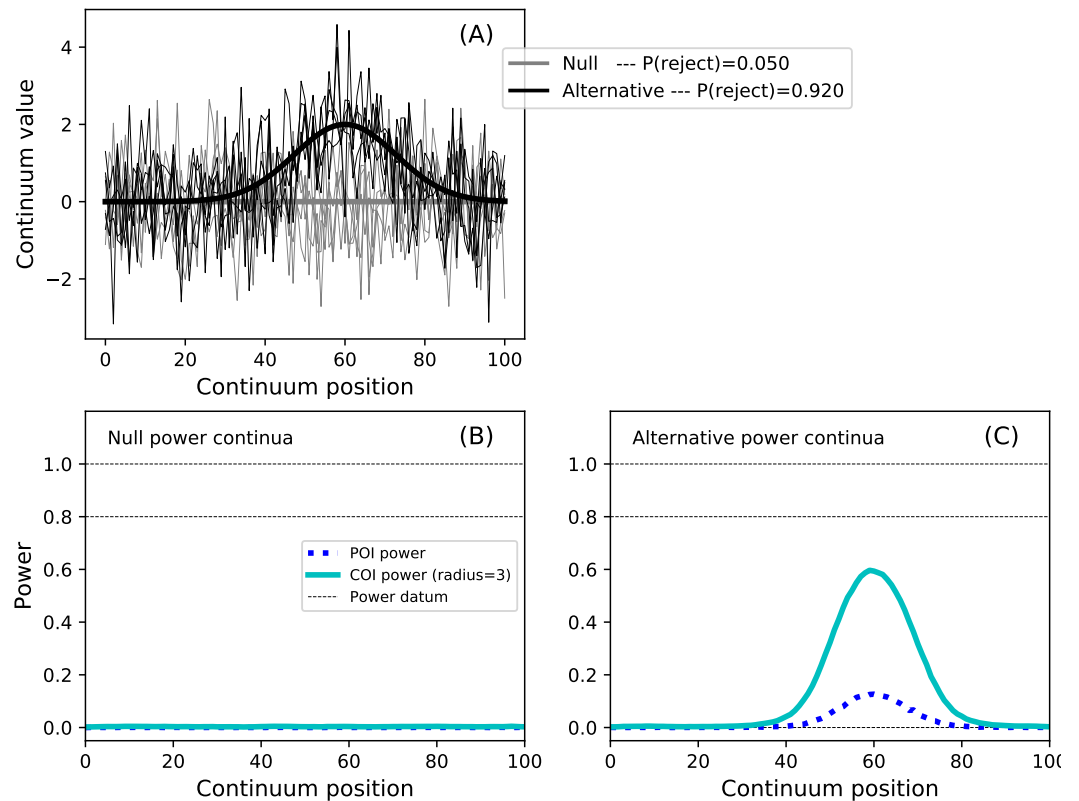 (A)
Null --- P(reject)=0.050
Alternative --- P(reject)=0.920
Continuum value
4
2
0
−2
0 20 40 60 80 100
Continuum position
Null power continua (B)
Power
1.0
0.8
0.6
0.4
0.2
0.0
POI power
COI power (radius=3)
Power datum
0 20 40 60 80 100
Continuum position
Alternative power continua (C)
1.0
0.8
0.6
0.4
0.2
0.0
0 20 40 60 80 100
Continuum position